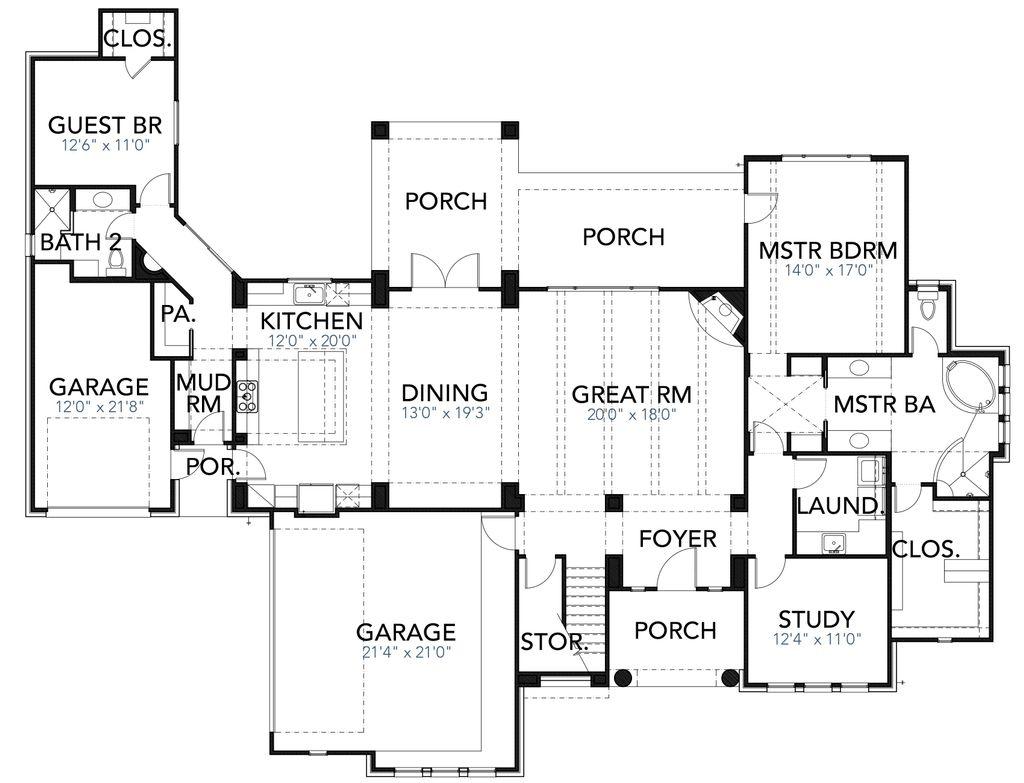 CLOS.
GUEST BR
12'6" x 11'0"
BATH 2
PORCH
PORCH
MSTR BDRM
14'0" x 17'0"
PA.
KITCHEN
12'0" x 20'0"
GARAGE
12'0" x 21'8"
MUD
RM
DINING
13'0" x 19'3"
GREAT RM
20'0" x 18'0"
MSTR BA
POR.
LAUND.
FOYER
CLOS.
GARAGE
21'4" x 21'0"
STOR.
PORCH
STUDY
12'4" x 11'0"